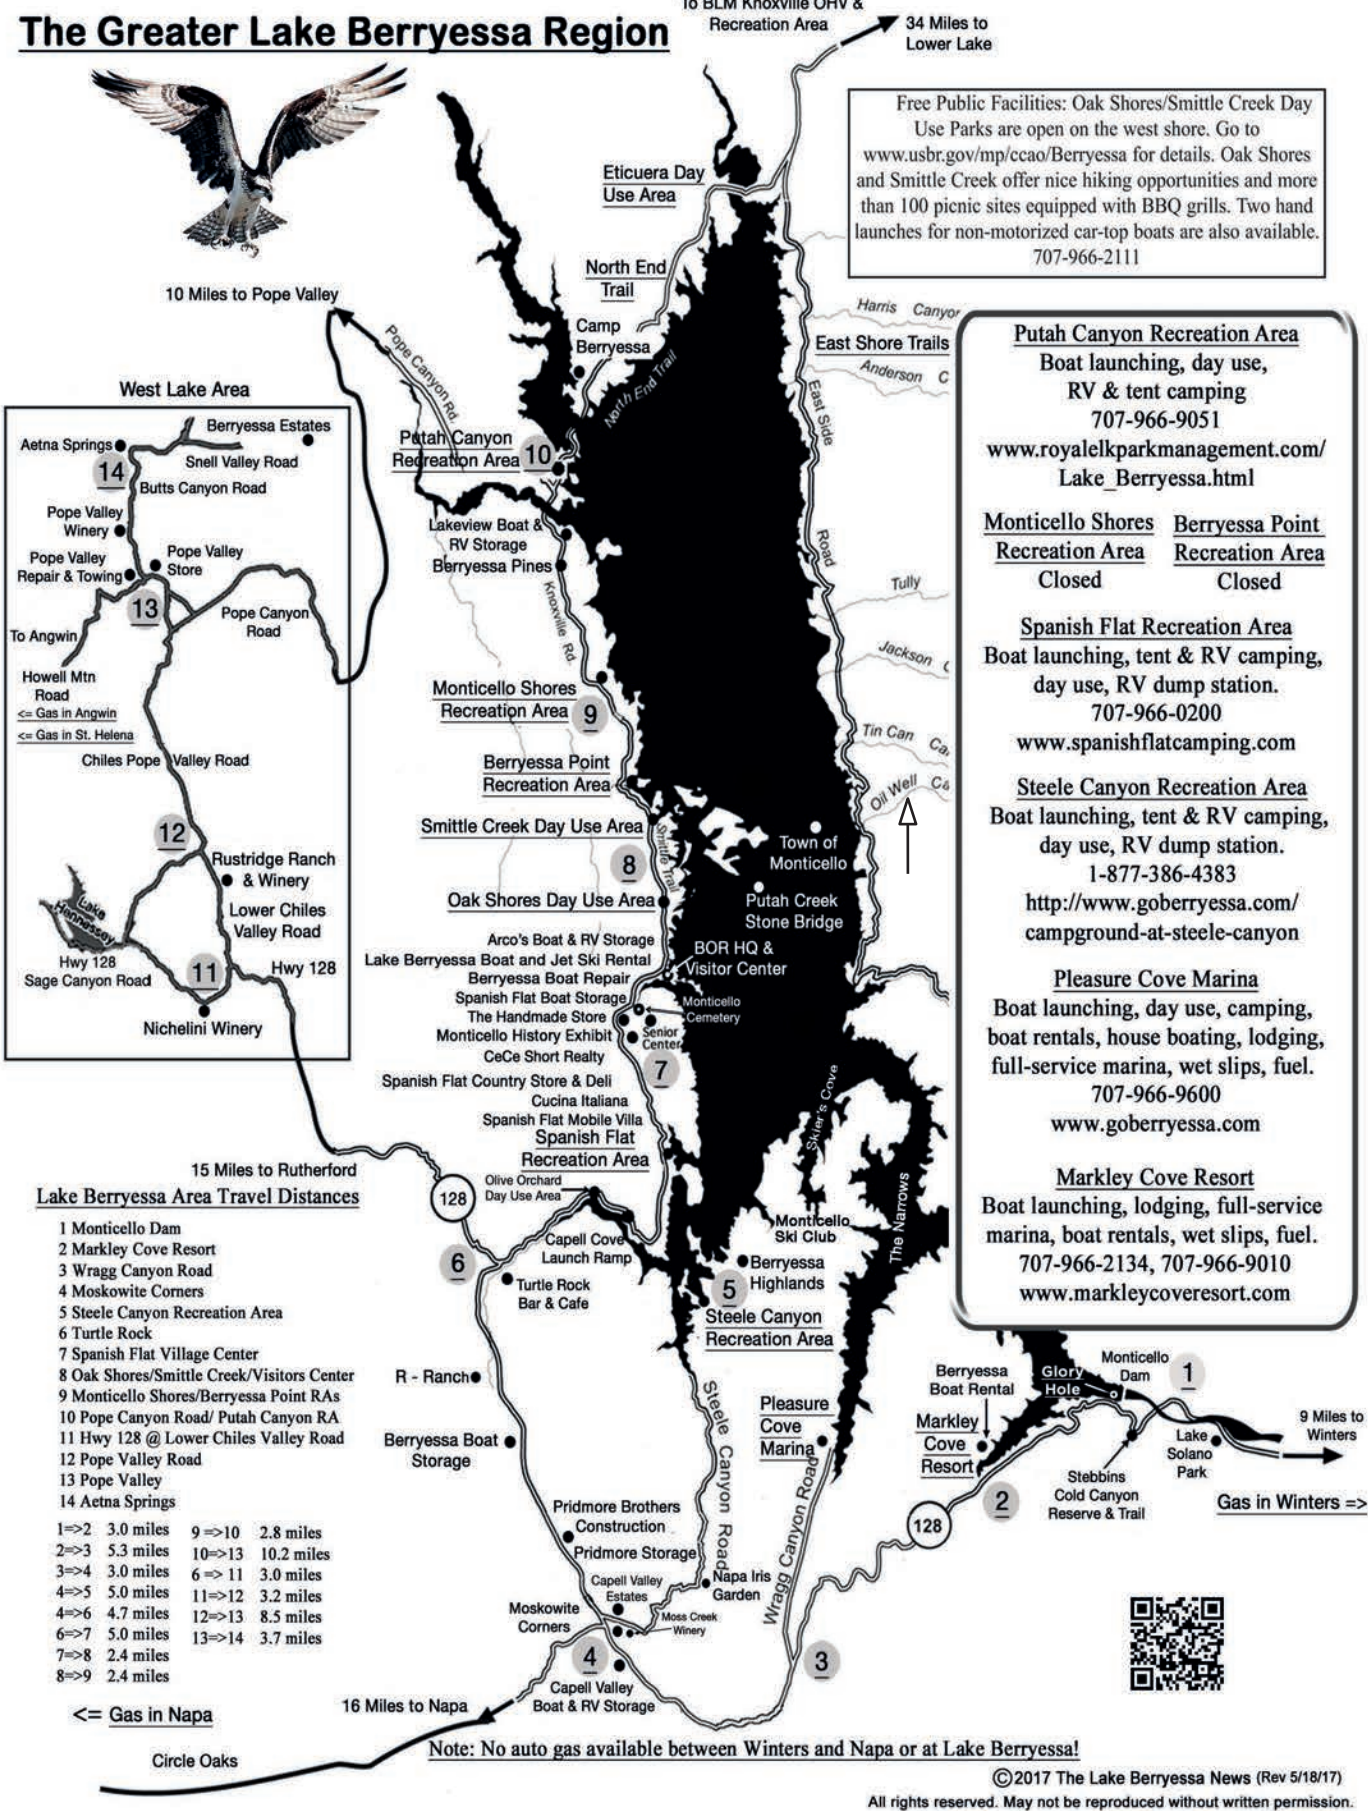 To BLM Knoxville OHV &
Recreation Area
The Greater Lake Berryessa Region
34 Miles to
Lower Lake
Free Public Facilities: Oak Shores/Smittle Creek Day
Use Parks are open on the west shore. Go to
www.usbr.gov/mp/ccao/Berryessa for details. Oak Shores
and Smittle Creek offer nice hiking opportunities and more
than 100 picnic sites equipped with BBQ grills. Two hand
launches for non-motorized car-top boats are also available.
707-966-2111
Eticuera Day
Use Area
North End
Trail
10 Miles to Pope Valley
Camp
Berryessa
Pope Canyon Rd.
North End Trail
Harris Canyon
East Shore Trails
Anderson C
East Side
Road
Putah Canyon
Recreation Area
10
Lakeview Boat &
RV Storage
Berryessa Pines
Knoxville Rd.
Tully
Jackson C
Tin Can Ca
Oil Well Ca
Monticello Shores
Recreation Area
9
Berryessa Point
Recreation Area
Smittle Creek Day Use Area
Smittle Trail
8
Oak Shores Day Use Area
Town of
Monticello
Putah Creek
Stone Bridge
Arco's Boat & RV Storage
Lake Berryessa Boat and Jet Ski Rental
Berryessa Boat Repair
BOR HQ &
Visitor Center
Spanish Flat Boat Storage
The Handmade Store
Monticello History Exhibit
CeCe Short Realty
Monticello
Cemetery
Senior
Center
7
Spanish Flat Country Store & Deli
Cucina Italiana
Spanish Flat Mobile Villa
Spanish Flat
Recreation Area
Skier's Cove
The Narrows
West Lake Area
Berryessa Estates
Aetna Springs
14
Snell Valley Road
Butts Canyon Road
Pope Valley
Winery
Pope Valley
Repair & Towing
Pope Valley
Store
13
To Angwin
Pope Canyon
Road
Howell Mtn
Road
<= Gas in Angwin
<= Gas in St. Helena
Chiles Pope Valley Road
12
Rustridge Ranch
& Winery
Lake
Hennessey
Lower Chiles
Valley Road
Hwy 128
Sage Canyon Road
11
Hwy 128
Nichelini Winery
Putah Canyon Recreation Area
Boat launching, day use,
RV & tent camping
707-966-9051
www.royalelkparkmanagement.com/
Lake_Berryessa.html
Monticello Shores
Recreation Area
Closed
Berryessa Point
Recreation Area
Closed
Spanish Flat Recreation Area
Boat launching, tent & RV camping,
day use, RV dump station.
707-966-0200
www.spanishflatcamping.com
Steele Canyon Recreation Area
Boat launching, tent & RV camping,
day use, RV dump station.
1-877-386-4383
http://www.goberryessa.com/
campground-at-steele-canyon
Pleasure Cove Marina
Boat launching, day use, camping,
boat rentals, house boating, lodging,
full-service marina, wet slips, fuel.
707-966-9600
www.goberryessa.com
Markley Cove Resort
Boat launching, lodging, full-service
marina, boat rentals, wet slips, fuel.
707-966-2134, 707-966-9010
www.markleycoveresort.com
15 Miles to Rutherford
128
Olive Orchard
Day Use Area
Capell Cove
Launch Ramp
6
Turtle Rock
Bar & Cafe
Monticello
Ski Club
Berryessa
Highlands
5
Steele Canyon
Recreation Area
R - Ranch
Berryessa Boat
Storage
Steele Canyon Road
Pleasure
Cove
Marina
Wragg Canyon Road
Pridmore Brothers
Construction
Pridmore Storage
Capell Valley
Estates
Napa Iris
Garden
Moskowite
Corners
Moss Creek
Winery
4
Capell Valley
Boat & RV Storage
3
Berryessa
Boat Rental
Glory
Hole
Monticello
Dam
1
Markley
Cove
Resort
2
128
Stebbins
Cold Canyon
Reserve & Trail
Lake
Solano
Park
9 Miles to
Winters
Gas in Winters =>
Lake Berryessa Area Travel Distances
1 Monticello Dam
2 Markley Cove Resort
3 Wragg Canyon Road
4 Moskowite Corners
5 Steele Canyon Recreation Area
6 Turtle Rock
7 Spanish Flat Village Center
8 Oak Shores/Smittle Creek/Visitors Center
9 Monticello Shores/Berryessa Point RAs
10 Pope Canyon Road/ Putah Canyon RA
11 Hwy 128 @ Lower Chiles Valley Road
12 Pope Valley Road
13 Pope Valley
14 Aetna Springs
1=>2 3.0 miles
2=>3 5.3 miles
3=>4 3.0 miles
4=>5 5.0 miles
4=>6 4.7 miles
6=>7 5.0 miles
7=>8 2.4 miles
8=>9 2.4 miles
9 =>10 2.8 miles
10=>13 10.2 miles
6 => 11 3.0 miles
11=>12 3.2 miles
12=>13 8.5 miles
13=>14 3.7 miles
<= Gas in Napa
16 Miles to Napa
Circle Oaks
Note: No auto gas available between Winters and Napa or at Lake Berryessa!
©2017 The Lake Berryessa News (Rev 5/18/17)
All rights reserved. May not be reproduced without written permission.